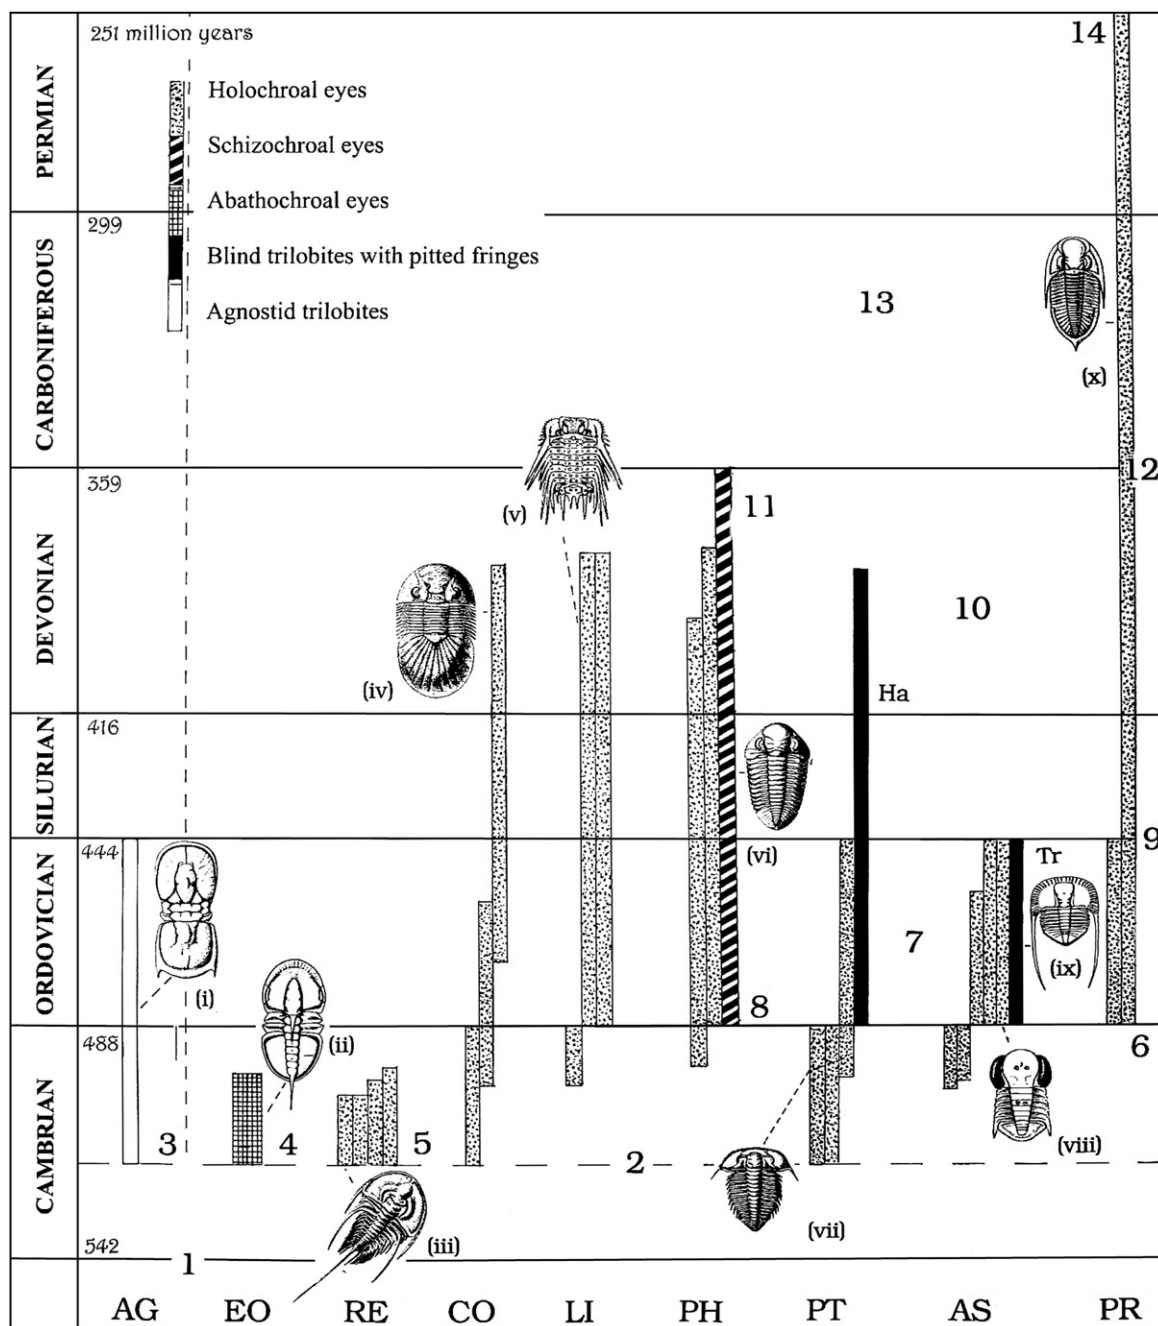 251 million years
14
PERMIAN
Holochroal eyes
Schizochroal eyes
Abathochroal eyes
299
CARBONIFEROUS
Blind trilobites with pitted fringes
Agnostid trilobites
13
(x)
359
12
(v)
11
DEVONIAN
10
(iv)
Ha
416
SILURIAN
444
(vi)
Tr
9
ORDOVICIAN
7
(ix)
(i)
8
488
(ii)
6
CAMBRIAN
3
4
5
2
(viii)
(vii)
(iii)
542
1
AG EO RE CO LI PH PT AS PR